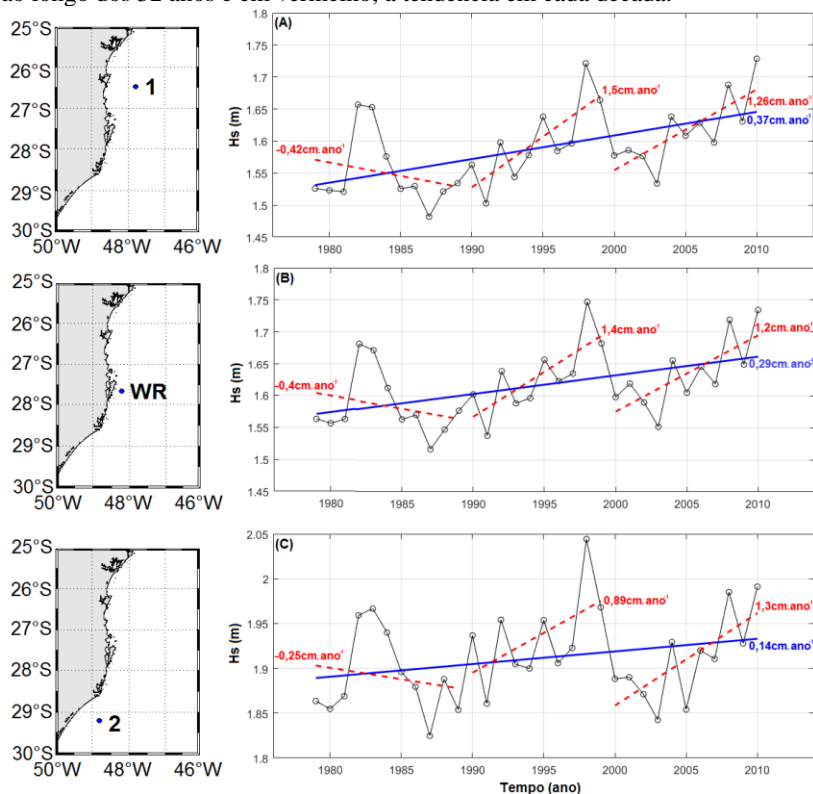 ao longo dos 32 anos e em vermelho, a tendência em cada década.
25°S
26°S
27°S
28°S
29°S
30°S
50°W 48°W 46°W
1
(A)
Hs (m)
1.8
1.75
1.7
1.65
1.6
1.55
1.5
1.45
-0,42cm.ano⁻¹
1,5cm.ano⁻¹
1,26cm.ano⁻¹
0,37cm.ano⁻¹
1980 1985 1990 1995 2000 2005 2010
25°S
26°S
27°S
28°S
29°S
30°S
50°W 48°W 46°W
WR
(B)
Hs (m)
1.8
1.75
1.7
1.65
1.6
1.55
1.5
1.45
-0,4cm.ano⁻¹
1,4cm.ano⁻¹
1,2cm.ano⁻¹
0,29cm.ano⁻¹
1980 1985 1990 1995 2000 2005 2010
25°S
26°S
27°S
28°S
29°S
30°S
50°W 48°W 46°W
2
(C)
Hs (m)
2.05
2
1.95
1.9
1.85
1.8
-0,25cm.ano⁻¹
0,89cm.ano⁻¹
1,3cm.ano⁻¹
0,14cm.ano⁻¹
1980 1985 1990 1995 2000 2005 2010
Tempo (ano)